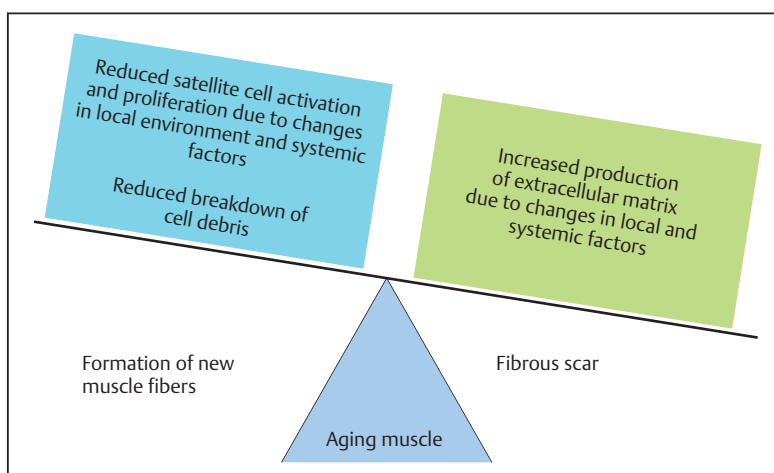 Reduced satellite cell activation
and proliferation due to changes
in local environment and systemic
factors
Reduced breakdown of
cell debris
Increased production
of extracellular matrix
due to changes in local and
systemic factors
Formation of new
muscle fibers
Fibrous scar
Aging muscle